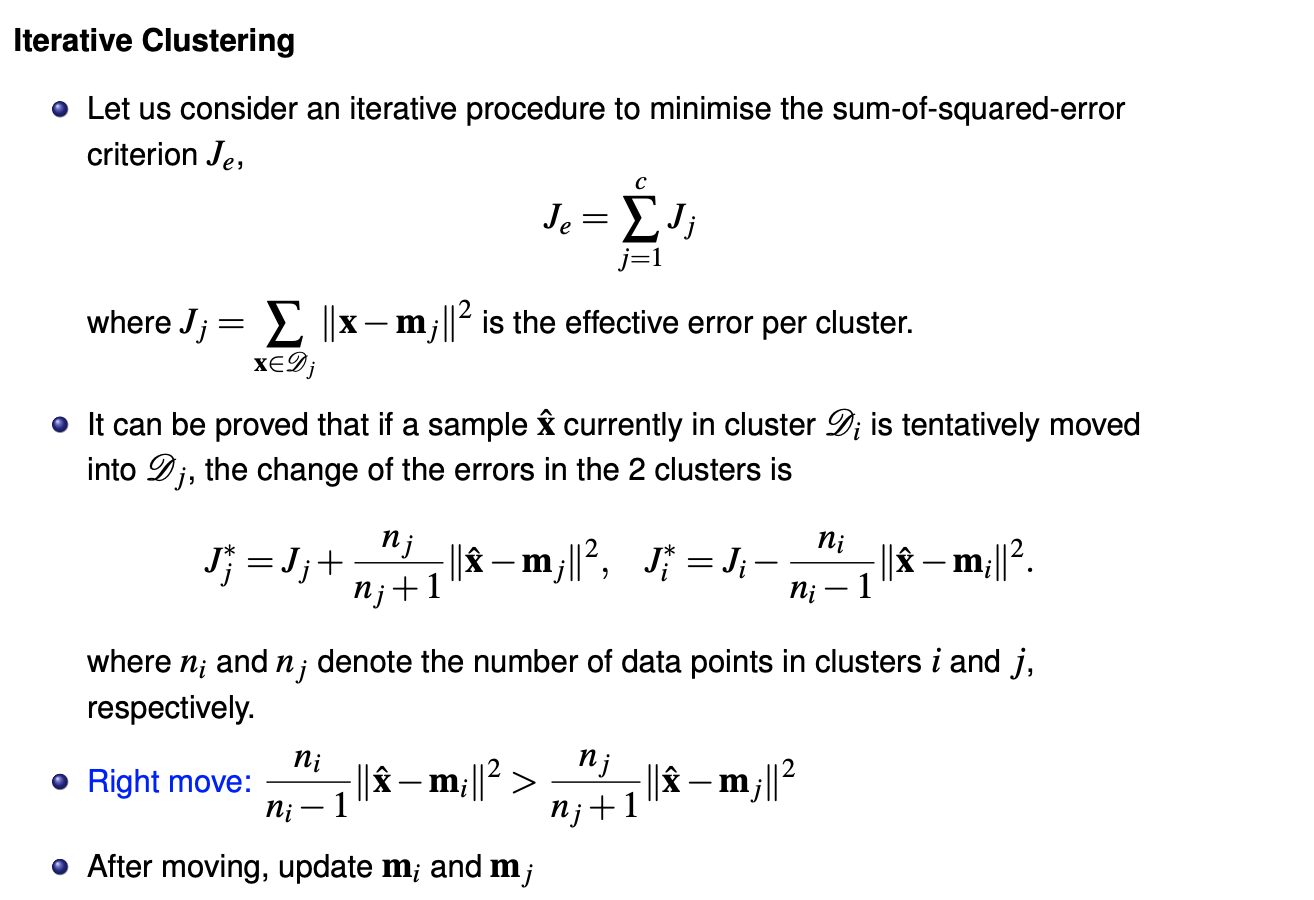 Iterative Clustering
Let us consider an iterative procedure to minimise the sum-of-squared-error
criterion $J_e$,
$$J_e = \sum_{j=1}^{c} J_j$$
where $J_j = \sum_{\mathbf{x} \in \mathscr{D}_j} \|\mathbf{x} - \mathbf{m}_j\|^2$ is the effective error per cluster.
It can be proved that if a sample $\hat{\mathbf{x}}$ currently in cluster $\mathscr{D}_i$ is tentatively moved
into $\mathscr{D}_j$, the change of the errors in the 2 clusters is
$$J_j^* = J_j + \frac{n_j}{n_j + 1} \|\hat{\mathbf{x}} - \mathbf{m}_j\|^2, \quad J_i^* = J_i - \frac{n_i}{n_i - 1} \|\hat{\mathbf{x}} - \mathbf{m}_i\|^2.$$
where $n_i$ and $n_j$ denote the number of data points in clusters $i$ and $j$,
respectively.
Right move: $\frac{n_i}{n_i - 1} \|\hat{\mathbf{x}} - \mathbf{m}_i\|^2 > \frac{n_j}{n_j + 1} \|\hat{\mathbf{x}} - \mathbf{m}_j\|^2$
After moving, update $\mathbf{m}_i$ and $\mathbf{m}_j$